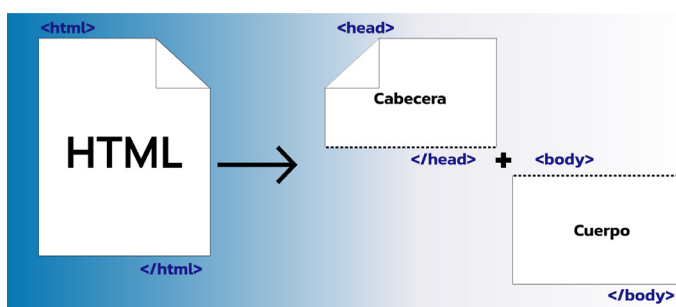 <html>
HTML
</html>
<head>
Cabecera
</head>
+
<body>
Cuerpo
</body>